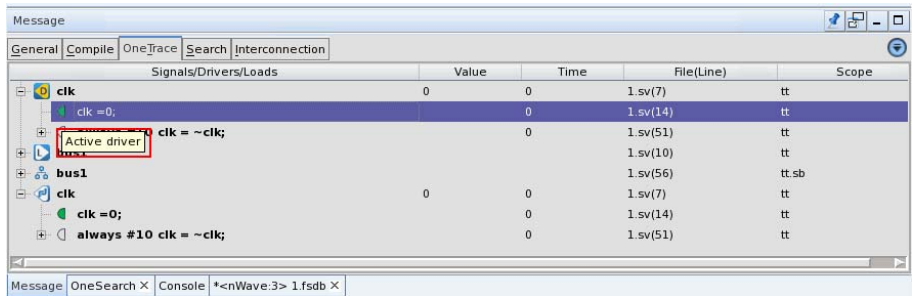 Message
General Compile OneTrace Search Interconnection
Signals/Drivers/Loads Value Time File(Line) Scope
D clk 0 0 1.sv(7) tt
clk =0; 0 1.sv(14) tt
clk = ~clk; 0 1.sv(51) tt
Active driver
L 1.sv(10) tt
bus1 1.sv(56) tt.sb
clk 0 0 1.sv(7) tt
clk =0; 0 1.sv(14) tt
always #10 clk = ~clk; 0 1.sv(51) tt
Message OneSearch × Console *<nWave:3> 1.fsdb ×